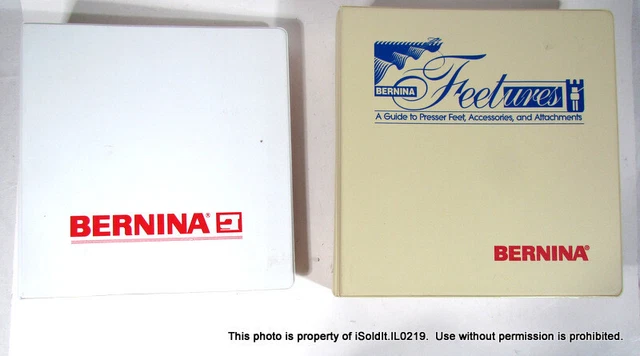 BERNINA®
BERNINA Feetures
A Guide to Presser Feet, Accessories, and Attachments
BERNINA®
This photo is property of iSoldIt.IL0219. Use without permission is prohibited.